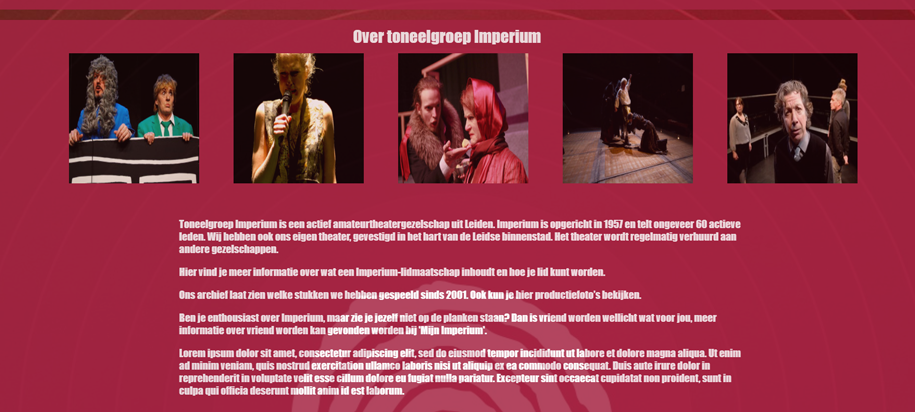 Over toneelgroep Imperium
Toneelgroep Imperium is een actief amateurtheatergezelschap uit Leiden. Imperium is opgericht in 1957 en telt ongeveer 60 actieve
leden. Wij hebben ook ons eigen theater, gevestigd in het hart van de Leidse binnenstad. Het theater wordt regelmatig verhuurd aan
andere gezelschappen.
Hier vind je meer informatie over wat een Imperium-lidmaatschap inhoudt en hoe je lid kunt worden.
Ons archief laat zien welke stukken we hebben gespeeld sinds 2001. Ook kun je hier productiefoto's bekijken.
Ben je enthousiast over Imperium, maar zie je jezelf niet op de planken staan? Dan is vriend worden wellicht wat voor jou, meer
informatie over vriend worden kan gevonden worden bij 'Mijn Imperium'.
Lorem ipsum dolor sit amet, consectetur adipiscing elit, sed do eiusmod tempor incididunt ut labore et dolore magna aliqua. Ut enim
ad minim veniam, quis nostrud exercitation ullamco laboris nisi ut aliquip ex ea commodo consequat. Duis aute irure dolor in
reprehenderit in voluptate velit esse cillum dolore eu fugiat nulla pariatur. Excepteur sint occaecat cupidatat non proident, sunt in
culpa qui officia deserunt mollit anim id est laborum.